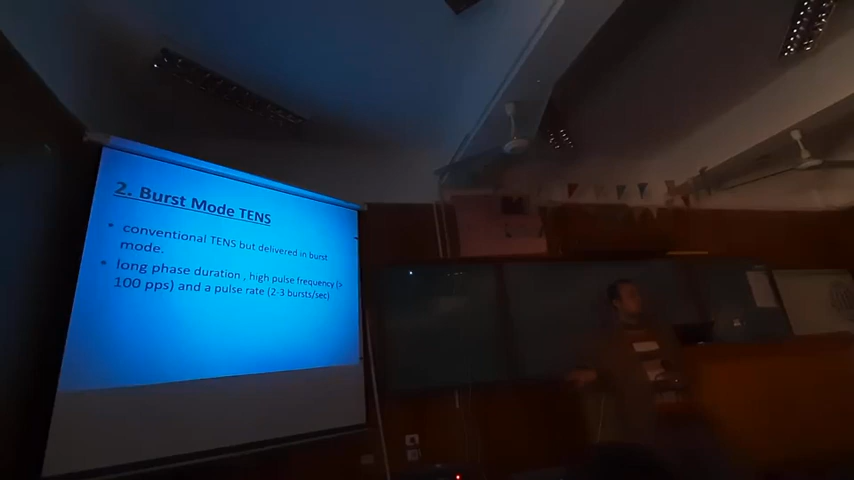 2. Burst Mode TENS
• conventional TENS but delivered in burst
mode.
• long phase duration , high pulse frequency (>
100 pps) and a pulse rate (2-3 bursts/sec)